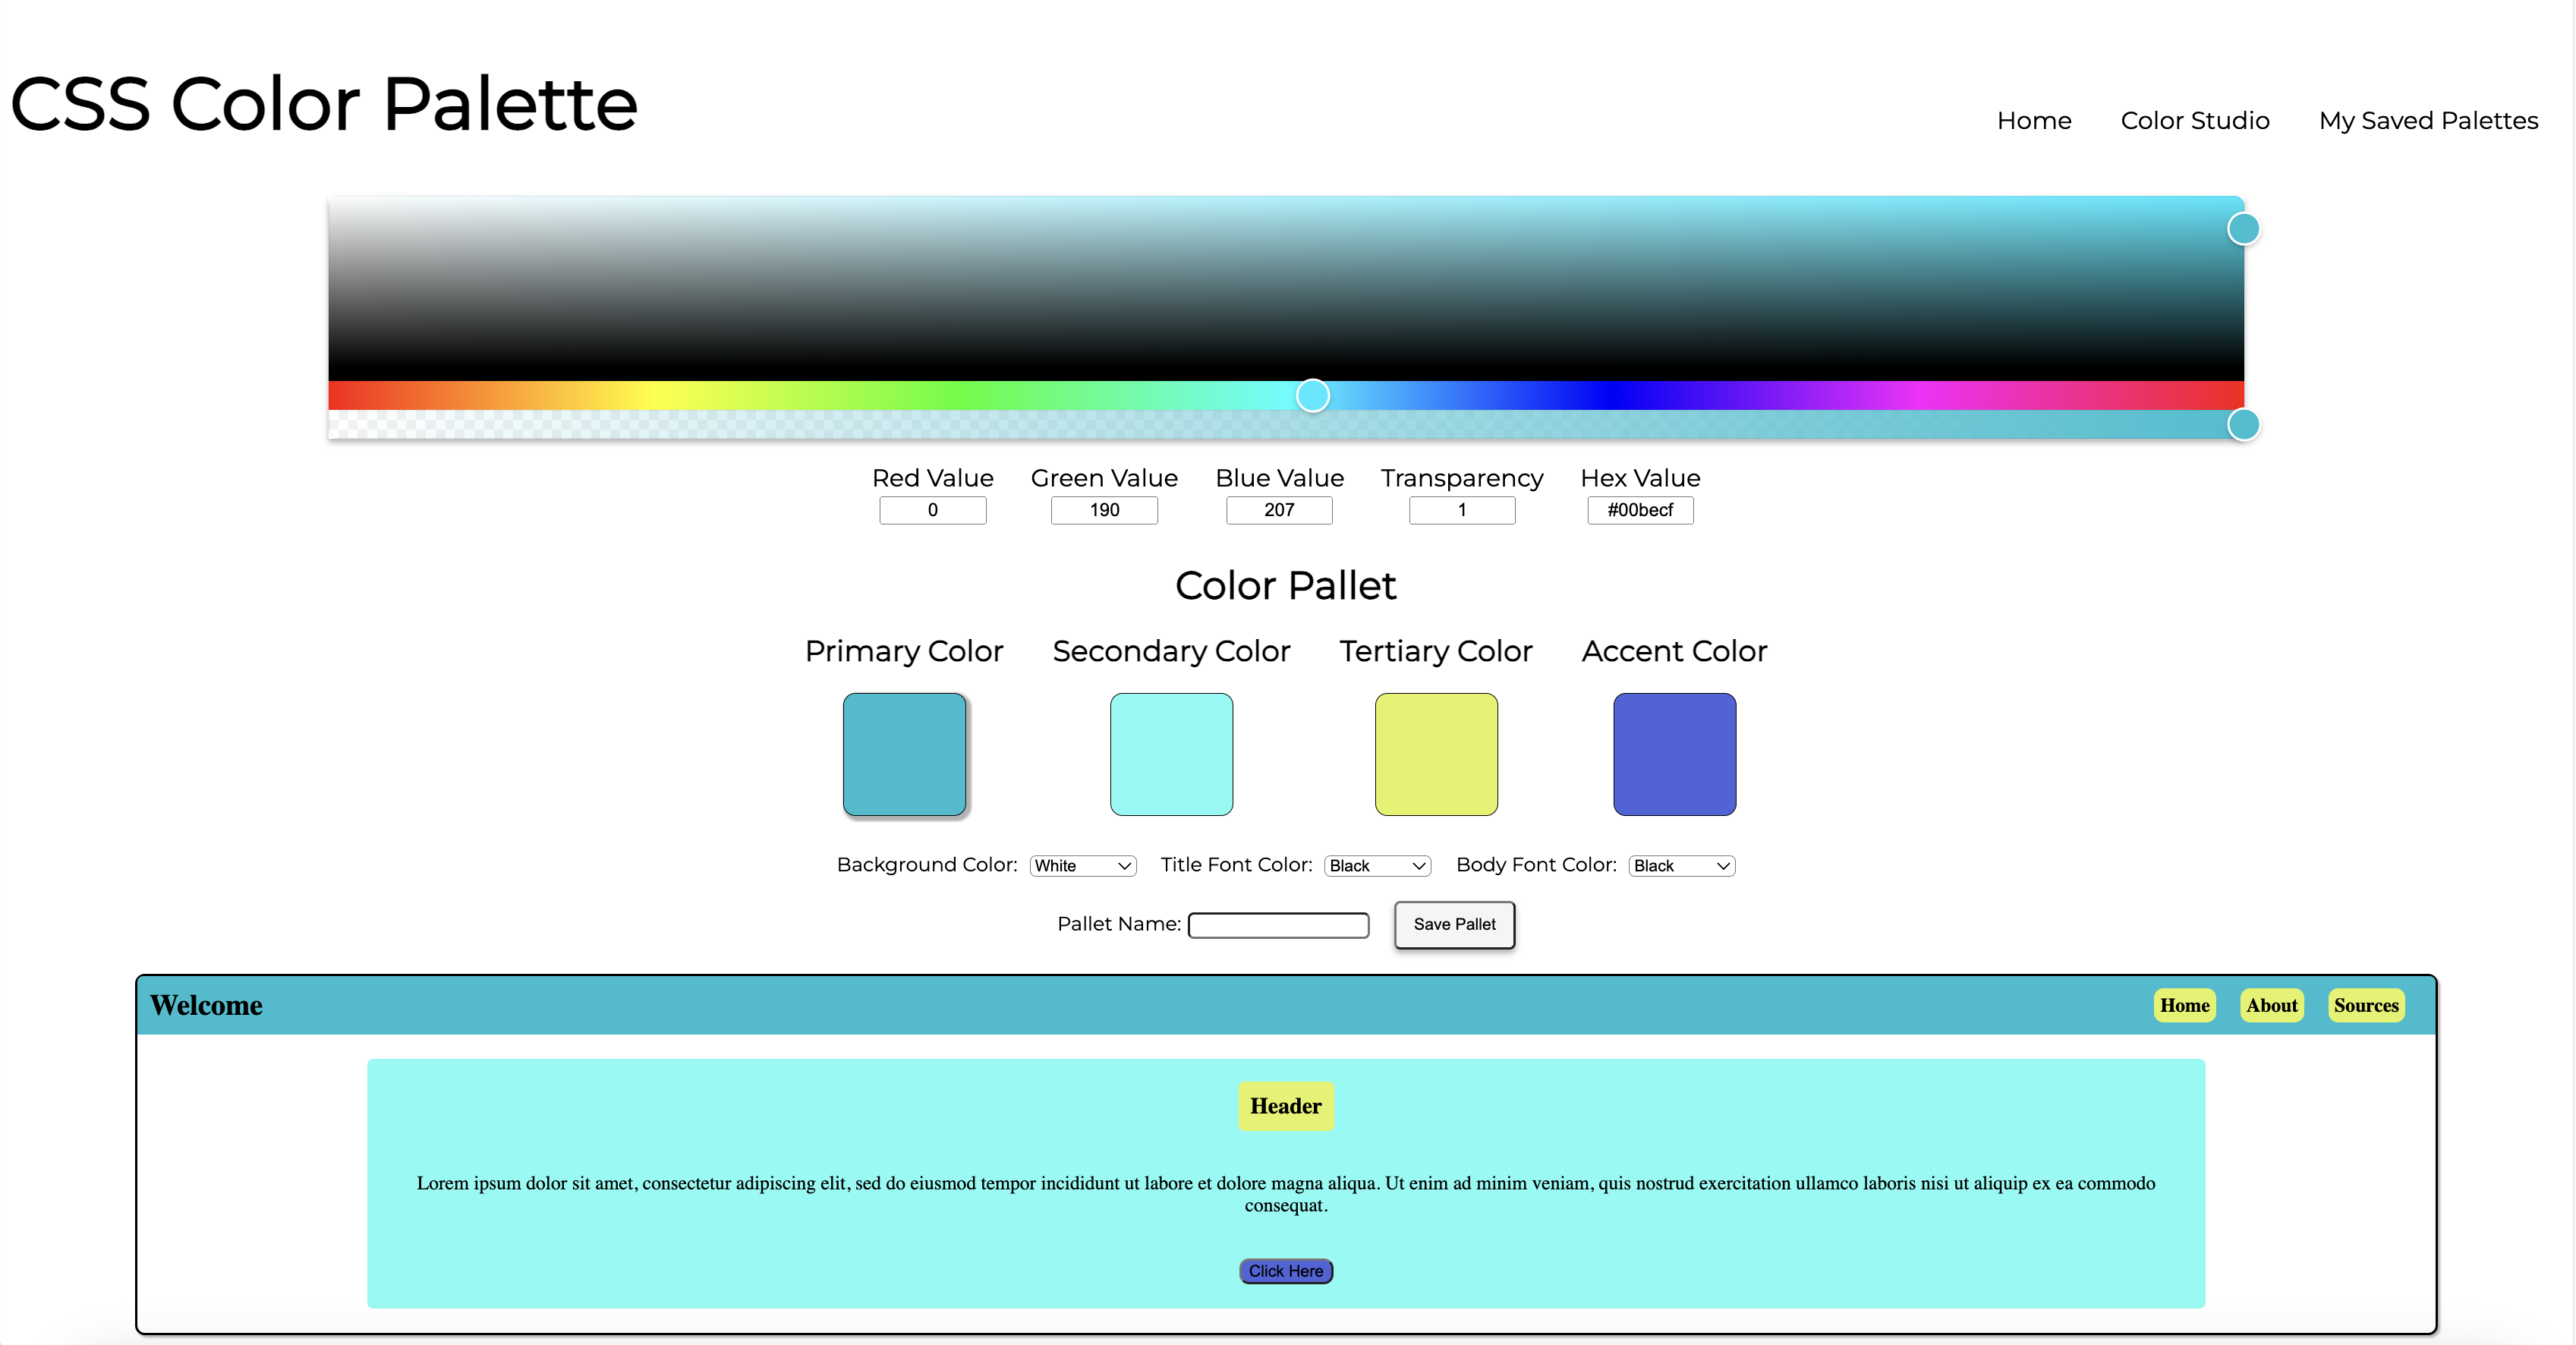 CSS Color Palette
Home Color Studio My Saved Palettes
Red Value Green Value Blue Value Transparency Hex Value
0 190 207 1 #00becf
Color Pallet
Primary Color Secondary Color Tertiary Color Accent Color
Background Color: White Title Font Color: Black Body Font Color: Black
Pallet Name: Save Pallet
Welcome Home About Sources
Header
Lorem ipsum dolor sit amet, consectetur adipiscing elit, sed do eiusmod tempor incididunt ut labore et dolore magna aliqua. Ut enim ad minim veniam, quis nostrud exercitation ullamco laboris nisi ut aliquip ex ea commodo
consequat.
Click Here